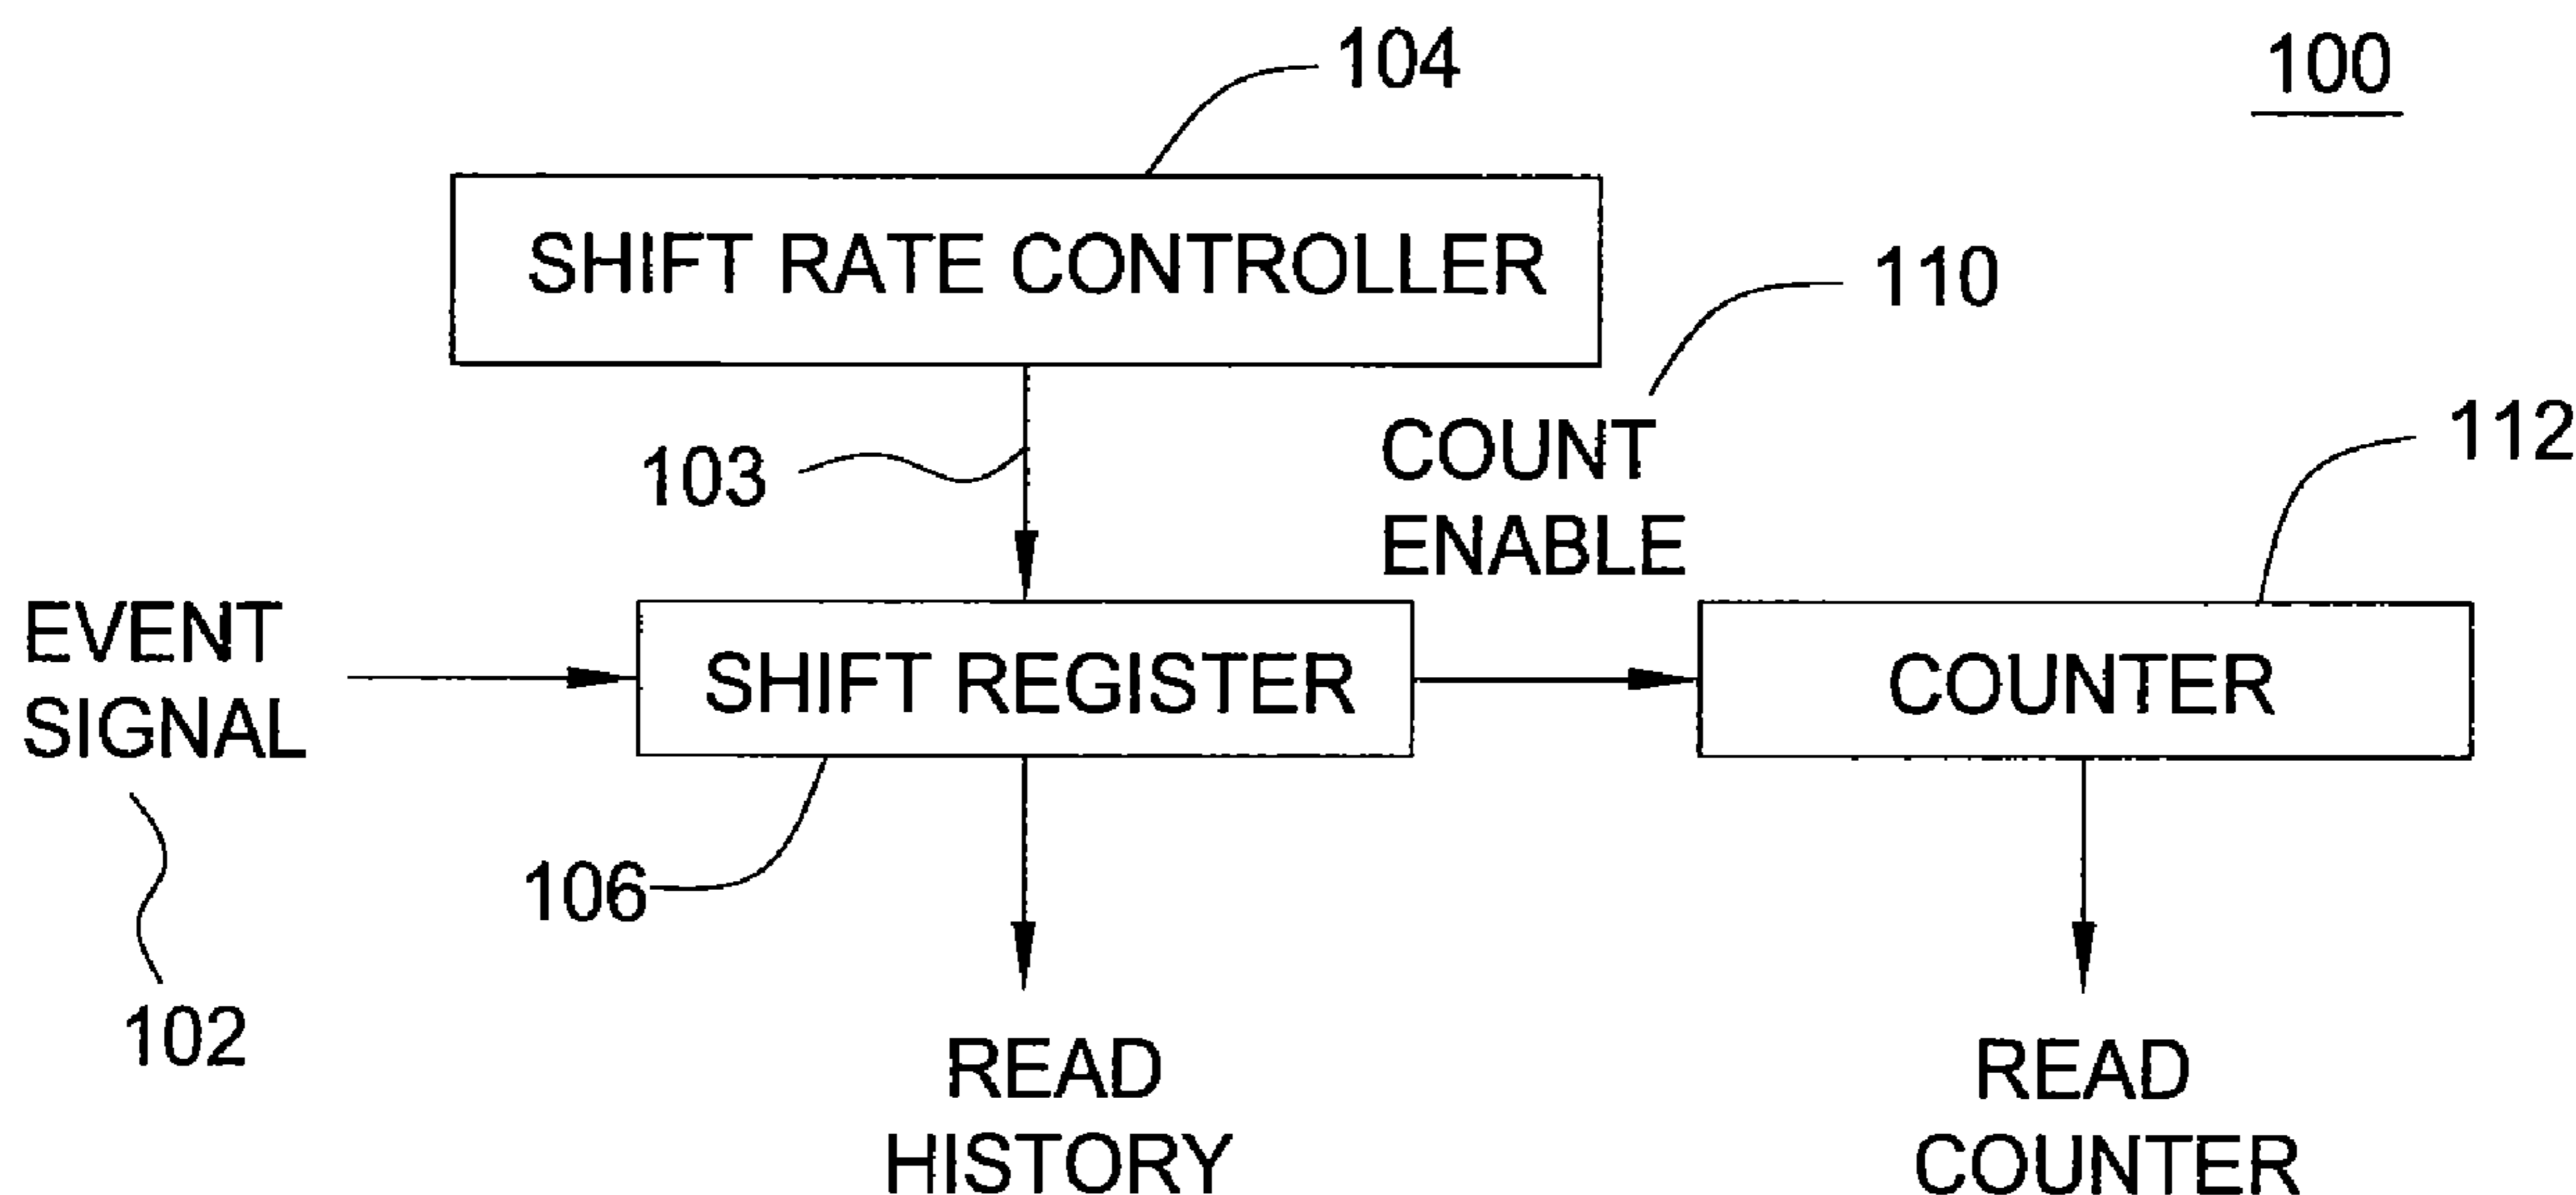 104
100
SHIFT RATE CONTROLLER
110
103
COUNT
ENABLE
112
EVENT
SIGNAL
SHIFT REGISTER
COUNTER
106
102
READ
HISTORY
READ
COUNTER